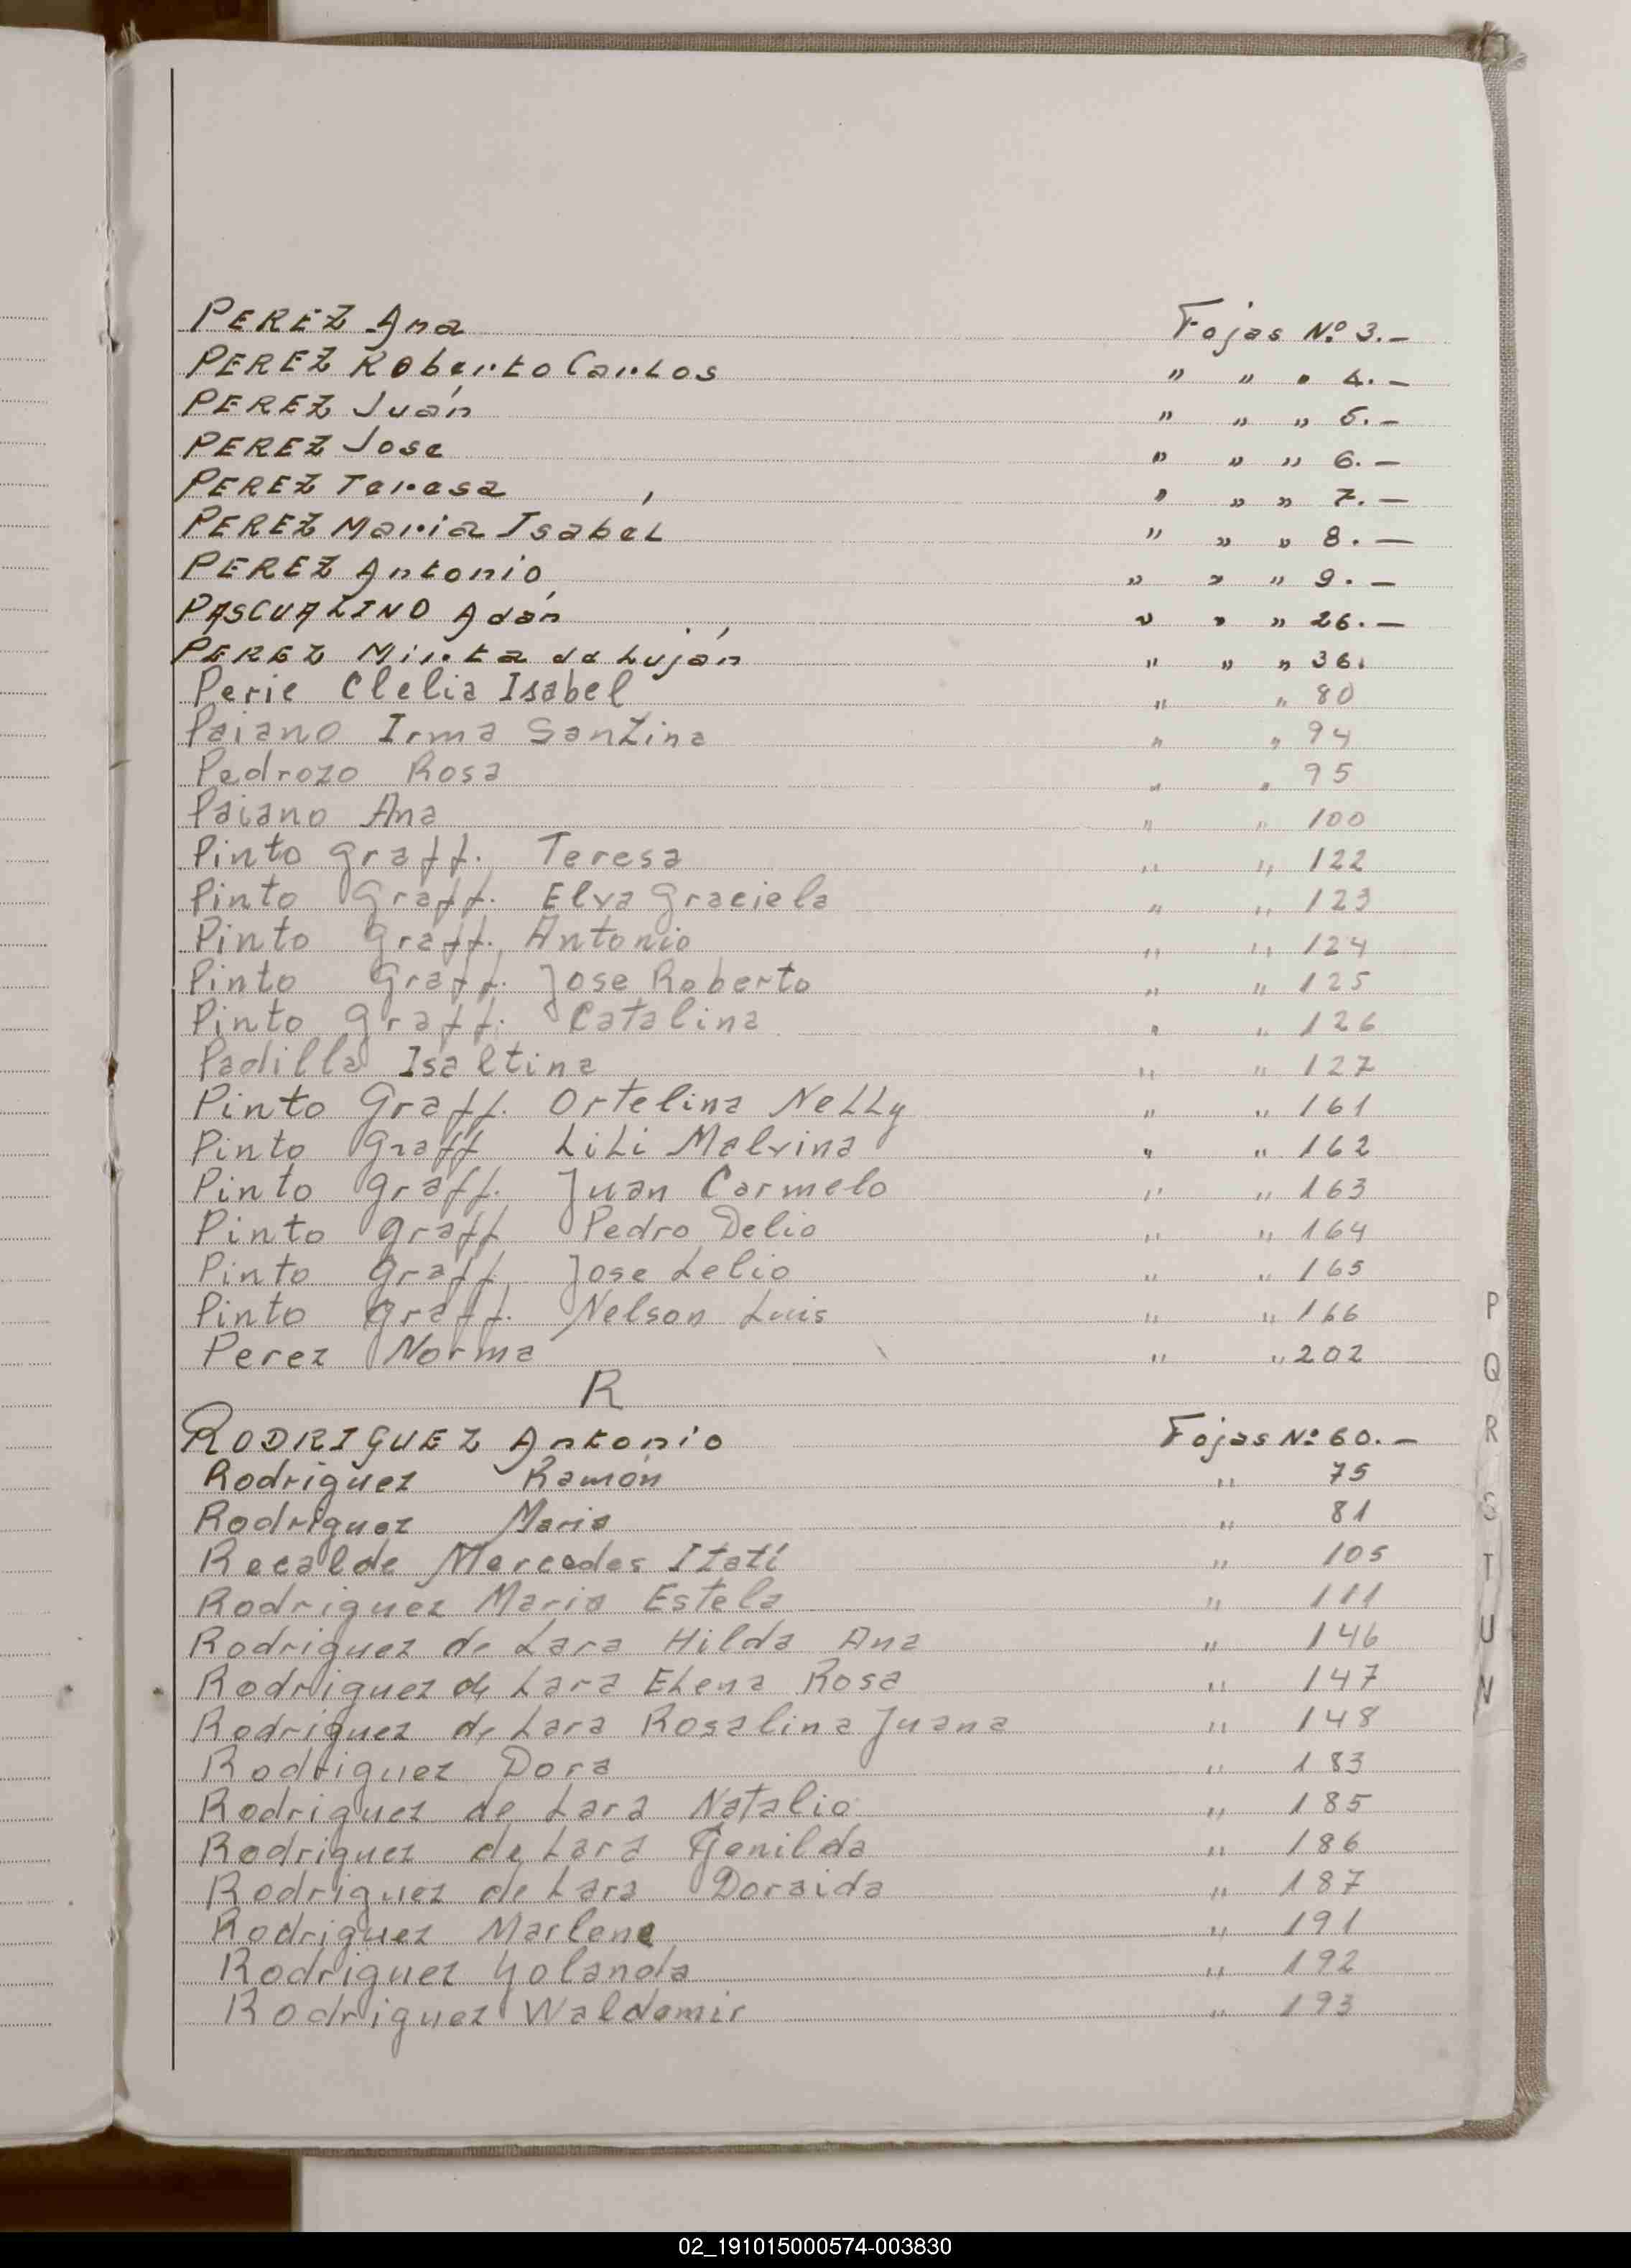 PEREZ Ana Fojas Nº 3.-
PEREZ Roberto Carlos " " " 4.-
PEREZ Juán " " " 5.-
PEREZ Jose " " " 6.-
PEREZ Teresa " " " 7.-
PEREZ María Isabel " " " 8.-
PEREZ Antonio " " " 9.-
PASCUALINO Adán " " " 26.-
PEREZ Mirta de Luján " " " 36.
Perie Clelia Isabel " " 80
Paiano Irma Santina " " 94
Pedrozo Rosa " " 95
Paiano Ana " " 100
Pinto Graff. Teresa " " 122
Pinto Graff. Elva Graciela " " 123
Pinto Graff. Antonio " " 124
Pinto Graff. Jose Roberto " " 125
Pinto Graff. Catalina " " 126
Padilla Isaltina " " 127
Pinto Graff. Ortelina Nelly " " 161
Pinto Graff Lili Malvina " " 162
Pinto Graff. Juan Carmelo " " 163
Pinto Graff Pedro Delio " " 164
Pinto Graff. Jose Lelio " " 165
Pinto Graff. Nelson Luis " " 166
Perez Norma " " 202
R
RODRIGUEZ Antonio Fojas Nº 60.-
Rodriguez Ramón " 75
Rodriguez Maria " 81
Recalde Mercedes Itatí " 105
Rodriguez Maria Estela " 111
Rodriguez de Lara Hilda Ana " 146
Rodriguez de Lara Elena Rosa " 147
Rodriguez de Lara Rosalina Juana " 148
Rodriguez Dora " 183
Rodriguez de Lara Natalio " 185
Rodriguez de Lara Genilda " 186
Rodriguez de Lara Doraida " 187
Rodriguez Marlene " 191
Rodriguez Yolanda " 192
Rodriguez Waldemir " 193
P
Q
R
S
T
U
N
02_191015000574-003830